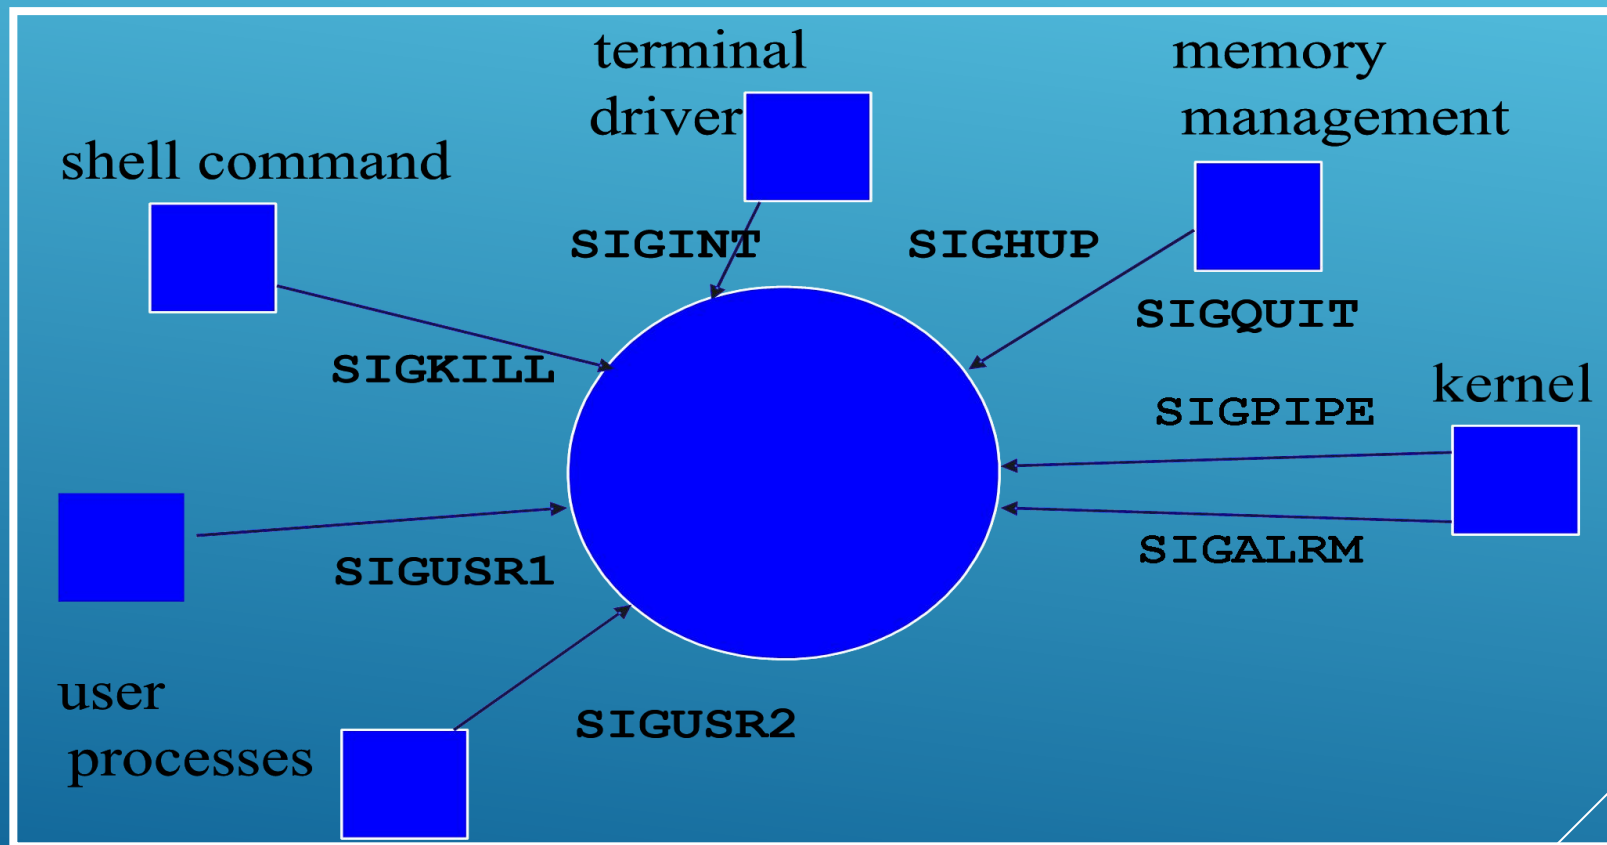 terminal
driver
memory
management
shell command
SIGINT
SIGHUP
SIGQUIT
SIGKILL
kernel
SIGPIPE
SIGALRM
SIGUSR1
user
processes
SIGUSR2